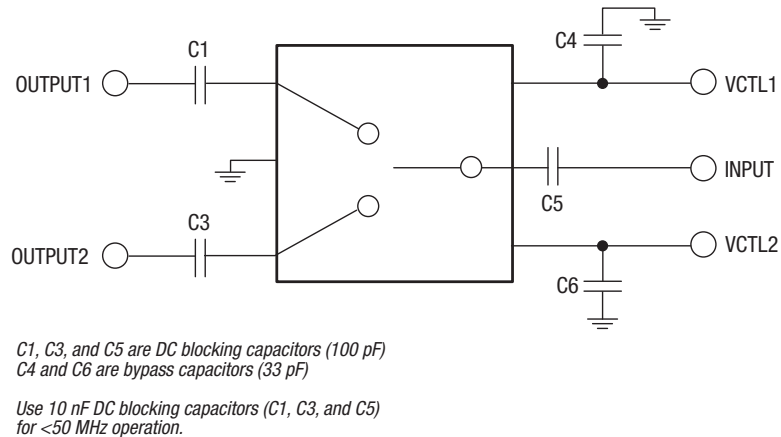 C1
C4
OUTPUT1
VCTL1
INPUT
C5
C3
OUTPUT2
VCTL2
C6
C1, C3, and C5 are DC blocking capacitors (100 pF)
C4 and C6 are bypass capacitors (33 pF)
Use 10 nF DC blocking capacitors (C1, C3, and C5)
for <50 MHz operation.